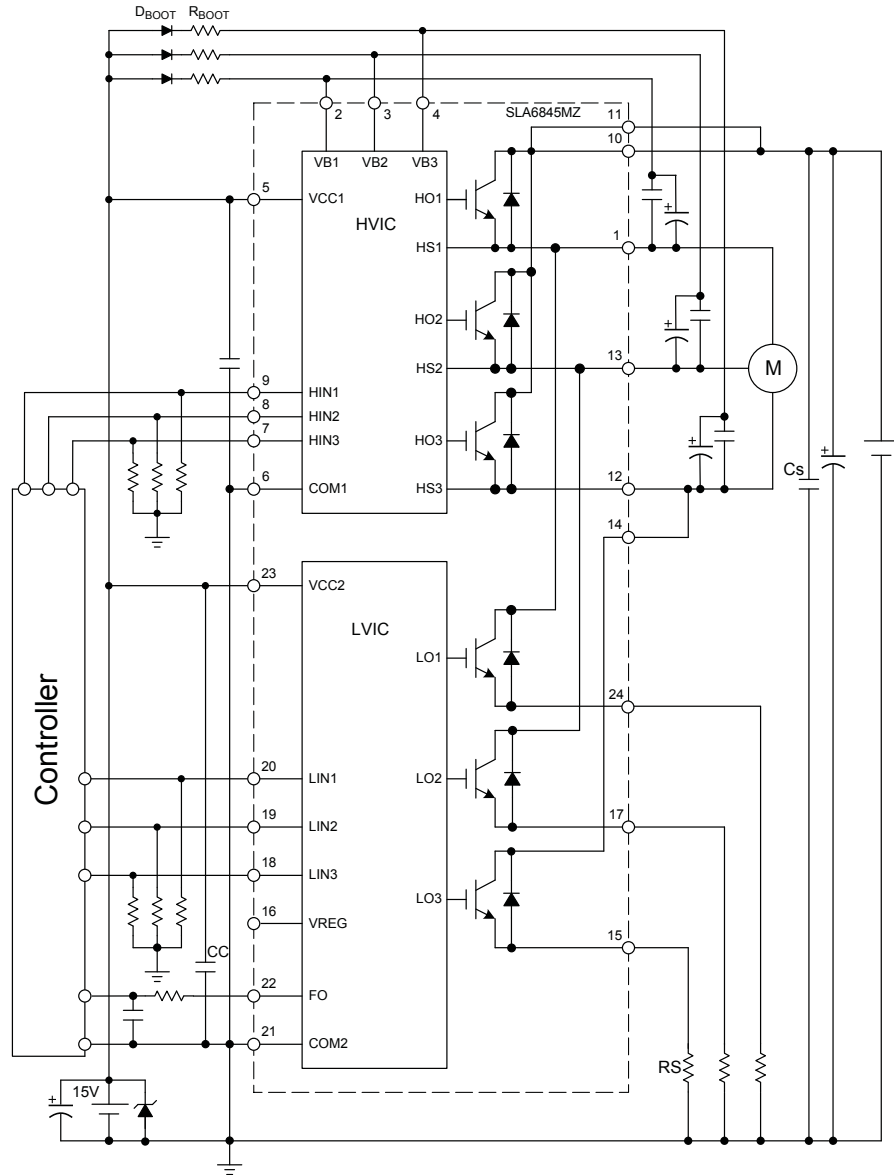 DBOOT RBOOT
SLA6845MZ
2 3 4 11
10
VB1 VB2 VB3
5 VCC1 HVIC HO1
HS1 1
HO2
HS2 13
M
9 HIN1
8 HIN2
7 HIN3 HO3
6 COM1 HS3 12
Cs
14
23 VCC2
LVIC
LO1
24
Controller
20 LIN1 LO2
19 LIN2 17
18 LIN3
LO3
16 VREG
15
CC
22 FO
21 COM2
RS
15V